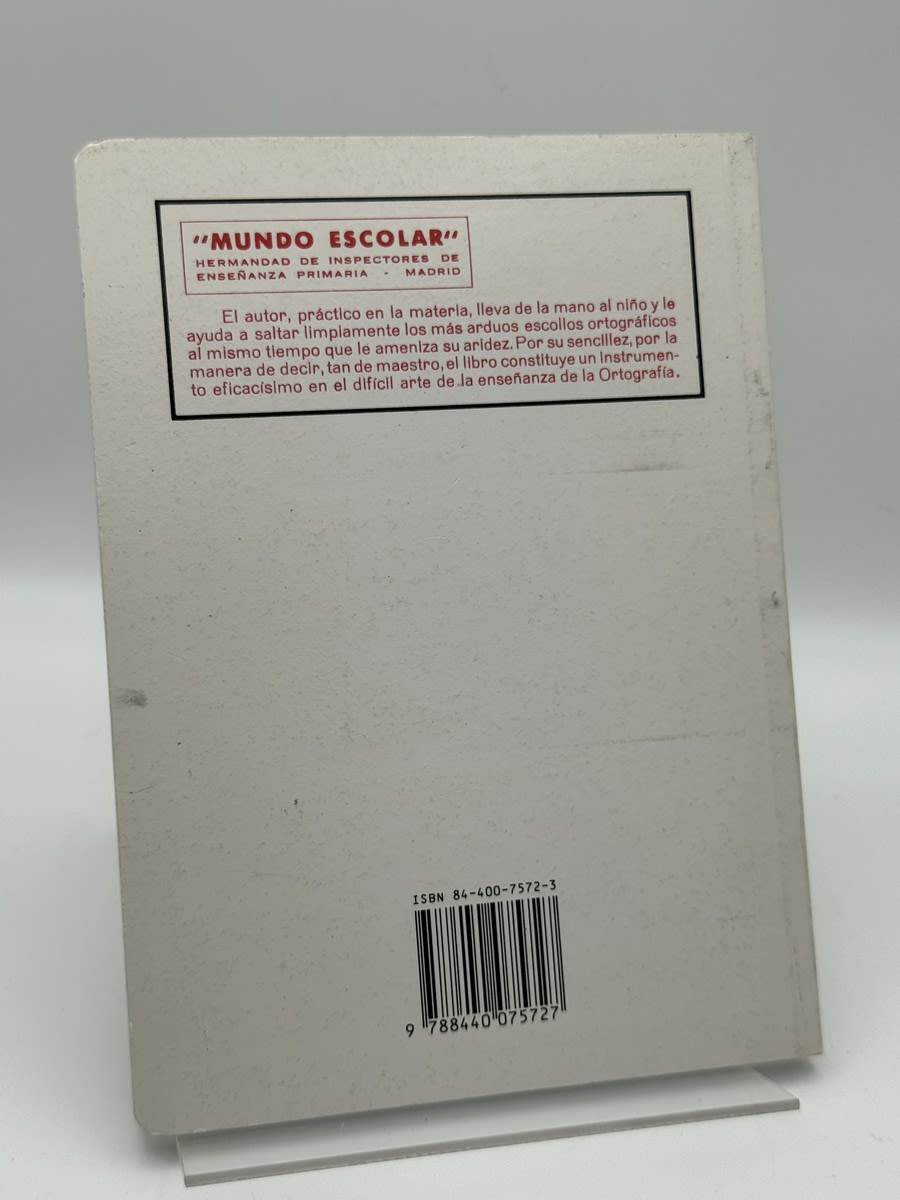 "MUNDO ESCOLAR"
HERMANDAD DE INSPECTORES DE
ENSEÑANZA PRIMARIA - MADRID
El autor, práctico en la materia, lleva de la mano al niño y le
ayuda a saltar limpiamente los más arduos escollos ortográficos
al mismo tiempo que le ameniza su aridez. Por su sencillez, por la
manera de decir, tan de maestro, el libro constituye un instrumen-
to eficacísimo en el difícil arte de la enseñanza de la Ortografía.
ISBN 84-400-7572-3
9 788440 075727